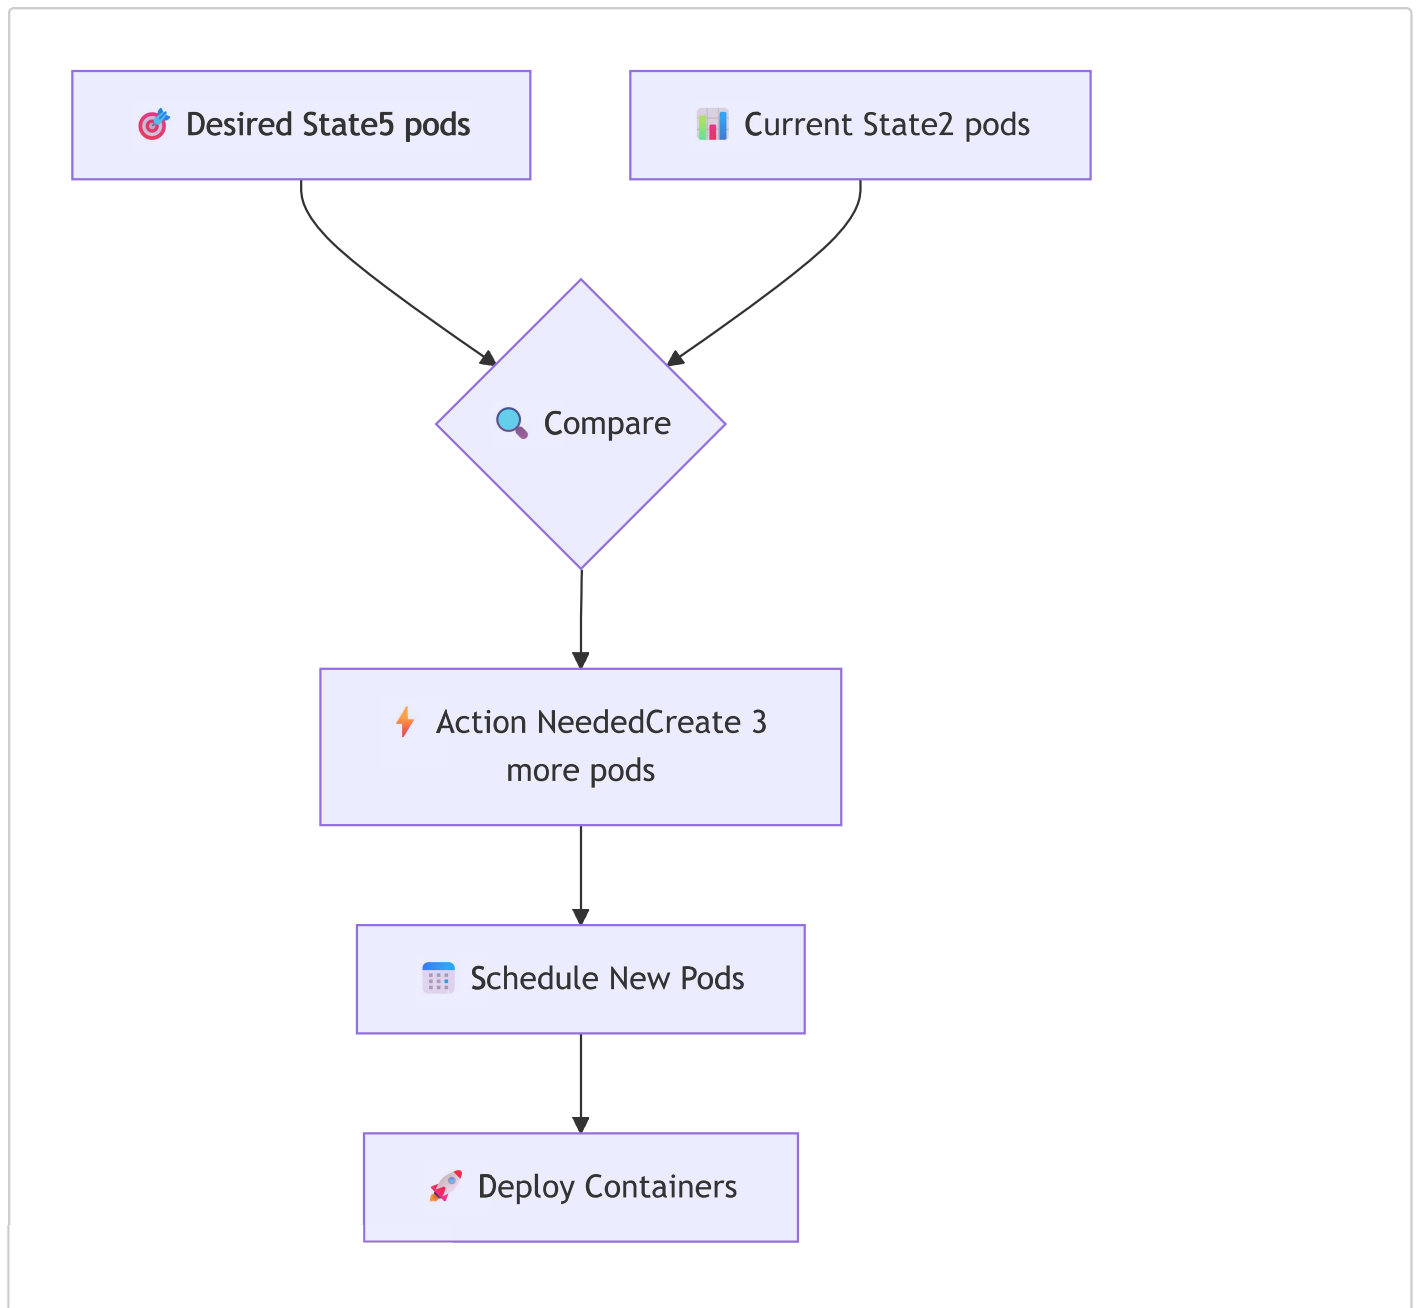 Desired State5 pods
Current State2 pods
Compare
Action NeededCreate 3
more pods
Schedule New Pods
Deploy Containers